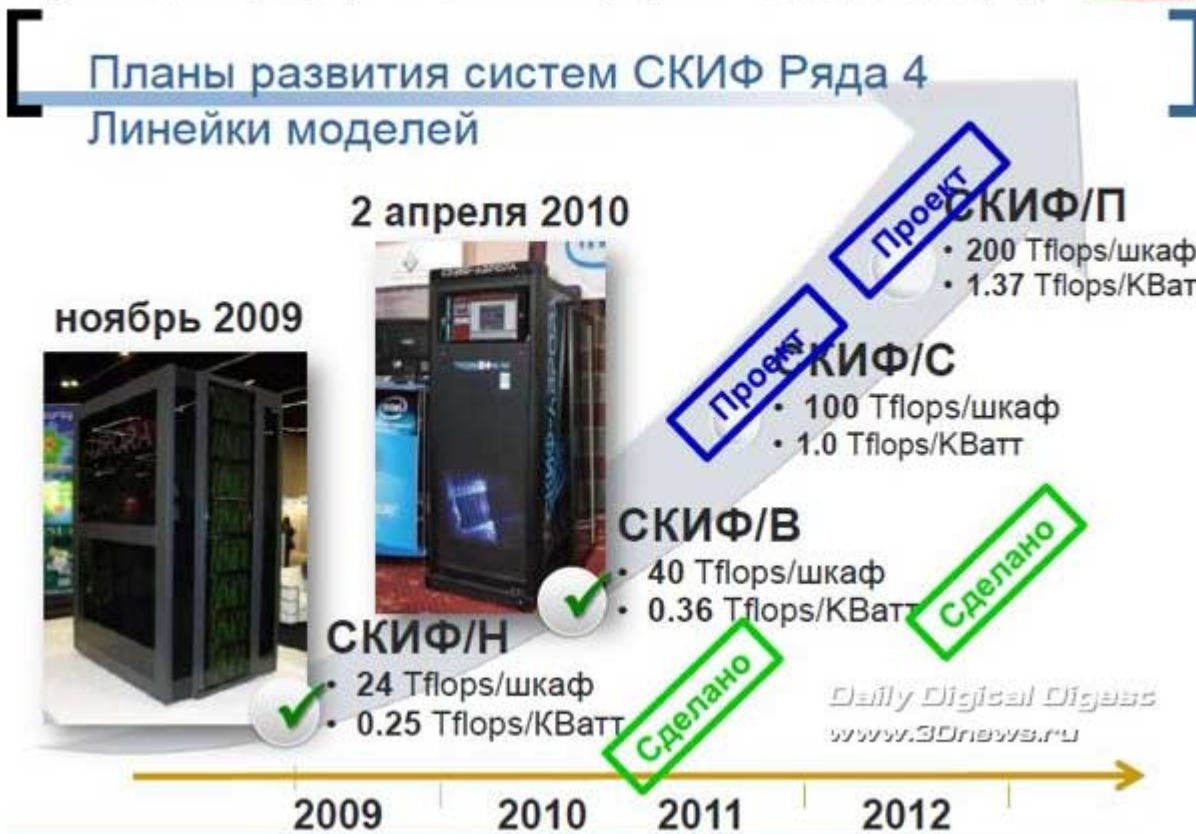 Планы развития систем СКИФ Ряда 4
Линейки моделей
ноябрь 2009
2 апреля 2010
СКИФ/Н
• 24 Tflops/шкаф
• 0.25 Tflops/КВатт
Сделано
СКИФ/В
• 40 Tflops/шкаф
• 0.36 Tflops/КВатт
Сделано
СКИФ/С
• 100 Tflops/шкаф
• 1.0 Tflops/КВатт
Проект
СКИФ/П
• 200 Tflops/шкаф
• 1.37 Tflops/КВат
Проект
Daily Digital Digest
www.3Dnews.ru
2009 2010 2011 2012